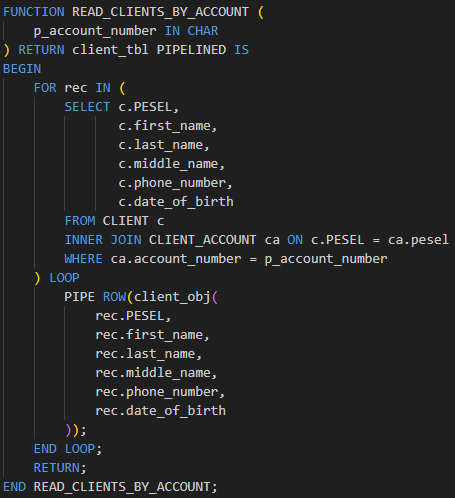 FUNCTION READ_CLIENTS_BY_ACCOUNT (
    p_account_number IN CHAR
) RETURN client_tbl PIPELINED IS
BEGIN
    FOR rec IN (
        SELECT c.PESEL,
               c.first_name,
               c.last_name,
               c.middle_name,
               c.phone_number,
               c.date_of_birth
        FROM CLIENT c
        INNER JOIN CLIENT_ACCOUNT ca ON c.PESEL = ca.pesel
        WHERE ca.account_number = p_account_number
    ) LOOP
        PIPE ROW(client_obj(
            rec.PESEL,
            rec.first_name,
            rec.last_name,
            rec.middle_name,
            rec.phone_number,
            rec.date_of_birth
        ));
    END LOOP;
    RETURN;
END READ_CLIENTS_BY_ACCOUNT;